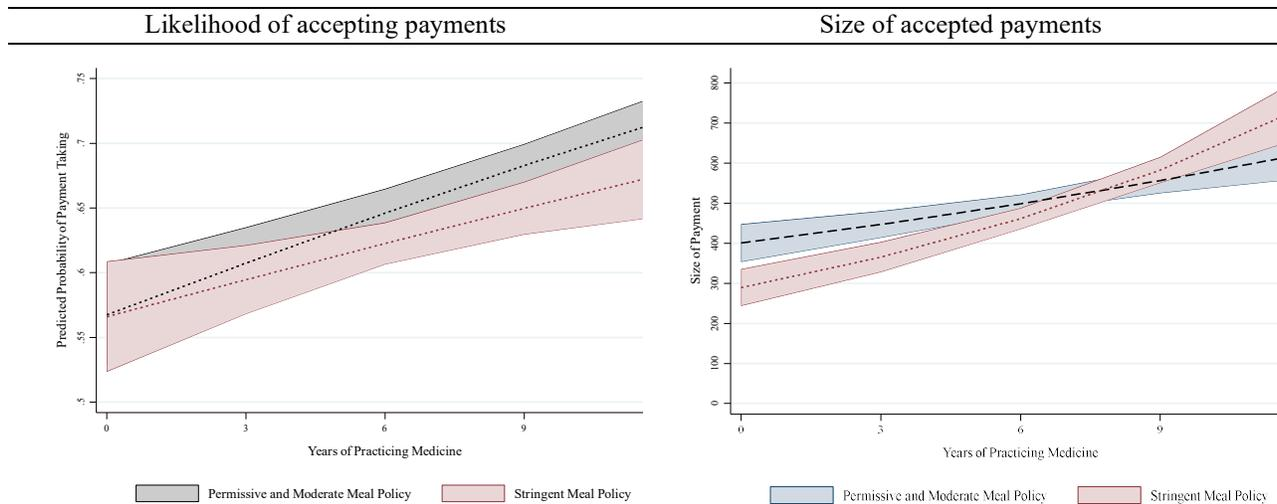 Likelihood of accepting payments
Size of accepted payments
Predicted Probability of Payment Taking
.75
.7
.65
.6
.55
.5
0
3
6
9
Years of Practicing Medicine
Permissive and Moderate Meal Policy
Stringent Meal Policy
Size of Payment
800
700
600
500
400
300
200
100
0
0
3
6
9
Years of Practicing Medicine
Permissive and Moderate Meal Policy
Stringent Meal Policy